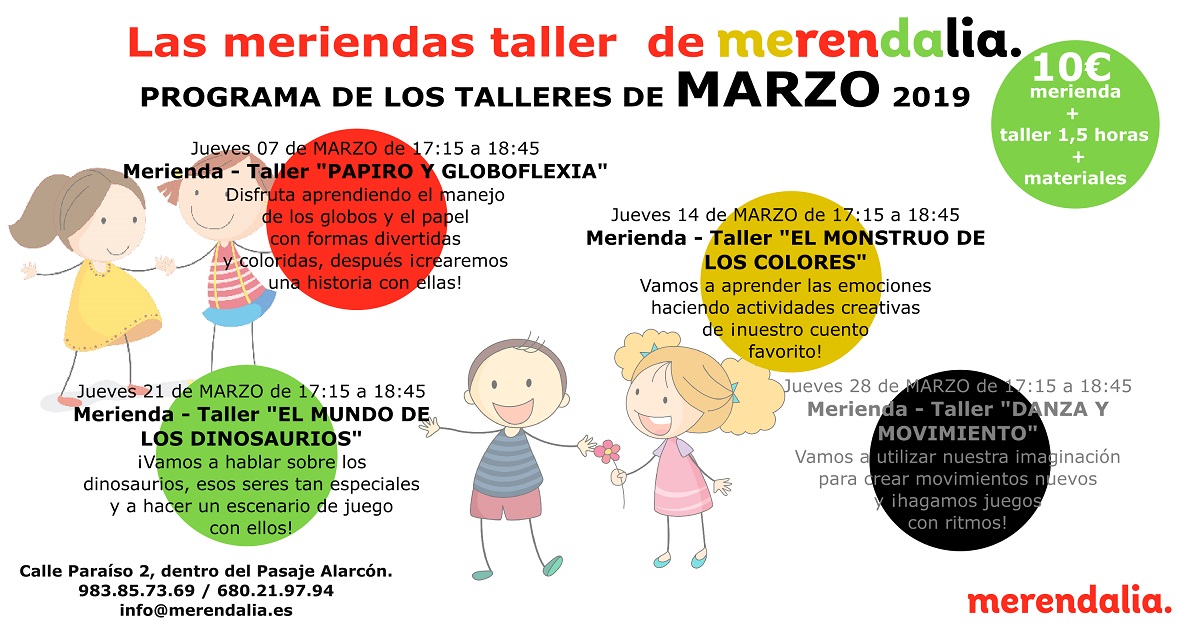 Las meriendas taller de merendalia.
PROGRAMA DE LOS TALLERES DE MARZO 2019
10€
merienda
+
taller 1,5 horas
+
materiales
Jueves 07 de MARZO de 17:15 a 18:45
Merienda - Taller "PAPIRO Y GLOBOFLEXIA"
Disfruta aprendiendo el manejo
de los globos y el papel
con formas divertidas
y coloridas, después ¡crearemos
una historia con ellas!
Jueves 14 de MARZO de 17:15 a 18:45
Merienda - Taller "EL MONSTRUO DE
LOS COLORES"
Vamos a aprender las emociones
haciendo actividades creativas
de ¡nuestro cuento
favorito!
Jueves 21 de MARZO de 17:15 a 18:45
Merienda - Taller "EL MUNDO DE
LOS DINOSAURIOS"
¡Vamos a hablar sobre los
dinosaurios, esos seres tan especiales
y a hacer un escenario de juego
con ellos!
Jueves 28 de MARZO de 17:15 a 18:45
Merienda - Taller "DANZA Y
MOVIMIENTO"
Vamos a utilizar nuestra imaginación
para crear movimientos nuevos
y ¡hagamos juegos
con ritmos!
Calle Paraíso 2, dentro del Pasaje Alarcón.
983.85.73.69 / 680.21.97.94
info@merendalia.es
merendalia.